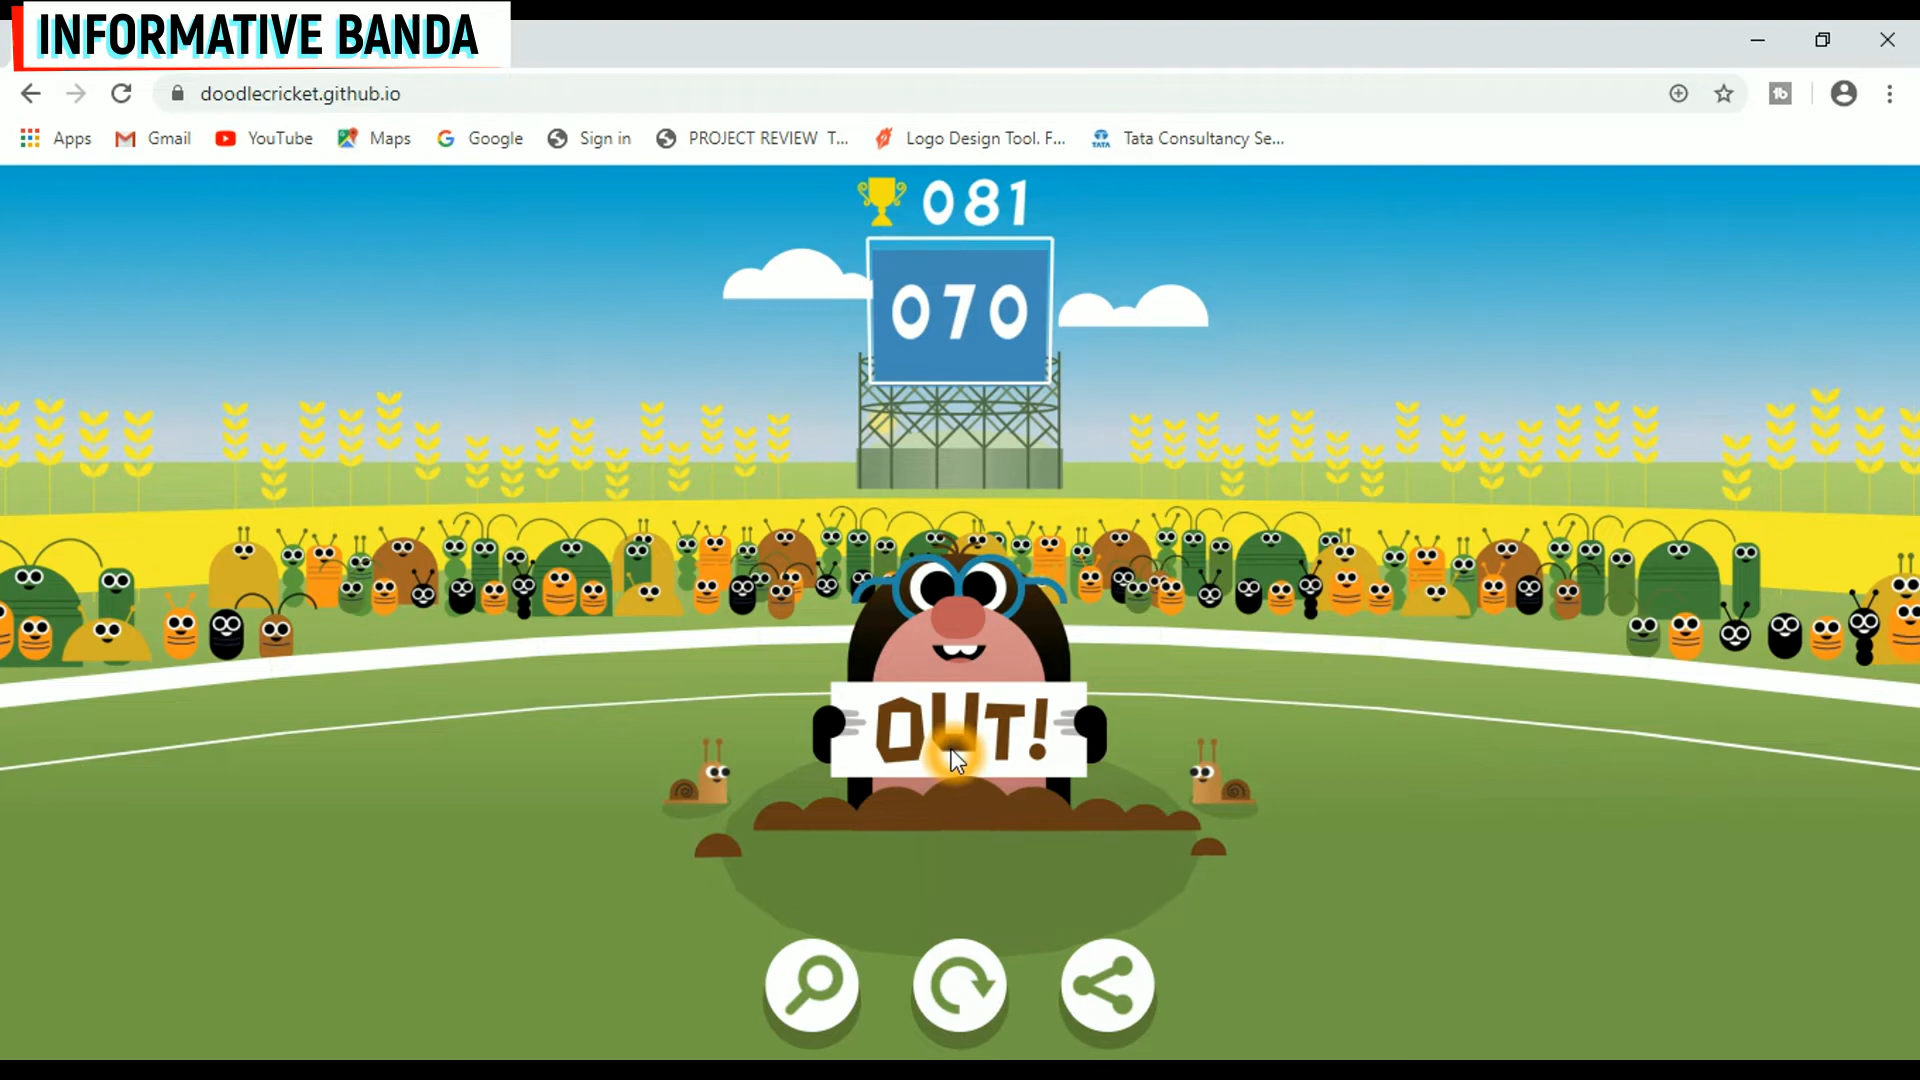 INFORMATIVE BANDA
doodlecricket.github.io
Apps Gmail YouTube Maps Google Sign in PROJECT REVIEW T... Logo Design Tool. F... TATA Tata Consultancy Se...
081
070
OUT!